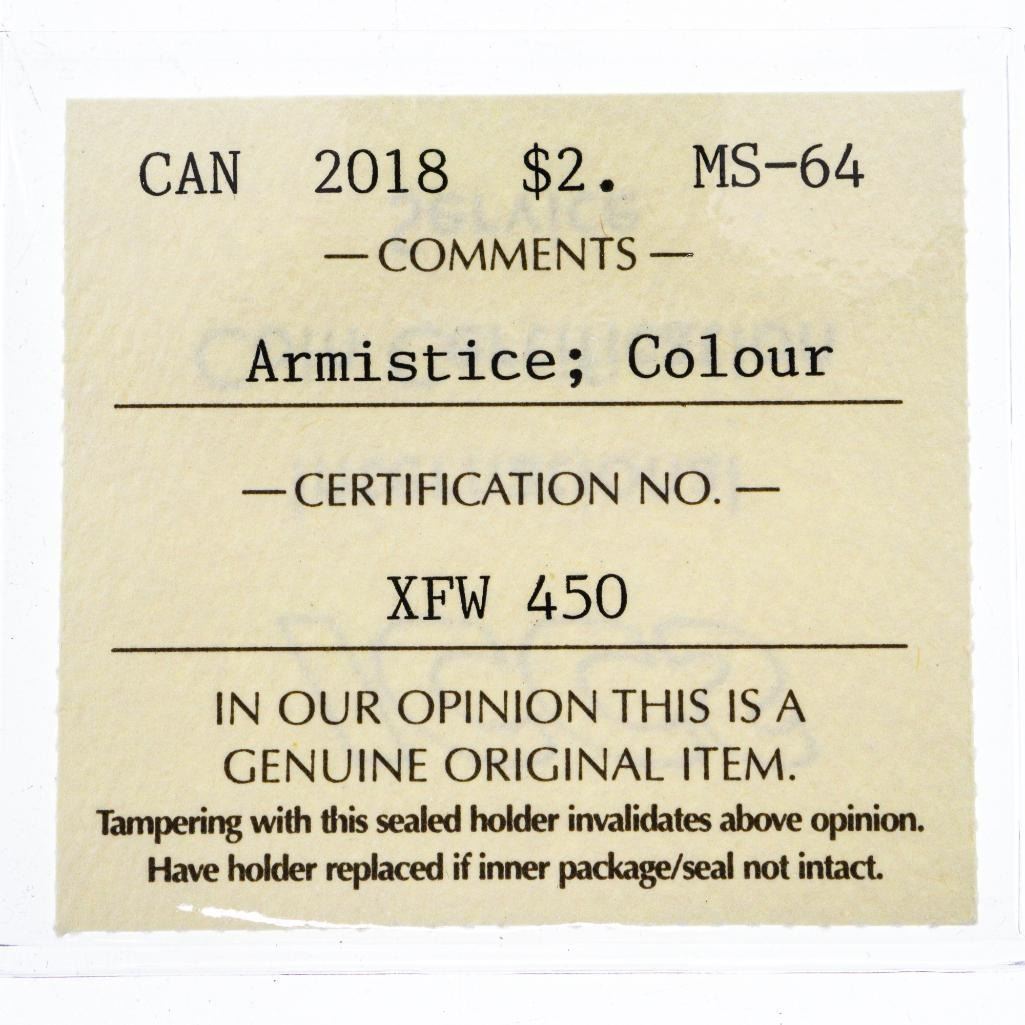 CAN 2018 $2. MS-64
— COMMENTS —
Armistice; Colour
— CERTIFICATION NO. —
XFW 450
IN OUR OPINION THIS IS A
GENUINE ORIGINAL ITEM.
Tampering with this sealed holder invalidates above opinion.
Have holder replaced if inner package/seal not intact.